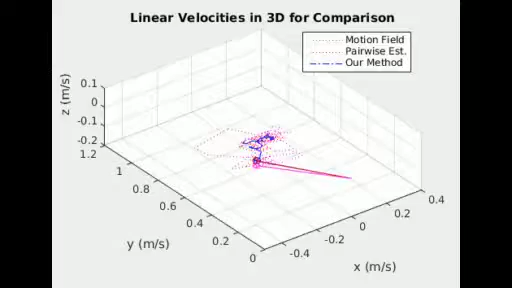 Linear Velocities in 3D for Comparison
Motion Field
Pairwise Est.
Our Method
z (m/s)
0.1
0
-0.1
-0.2
1.2
1
0.8
0.6
0.4
0.2
0
y (m/s)
-0.4
-0.2
0
0.2
0.4
x (m/s)